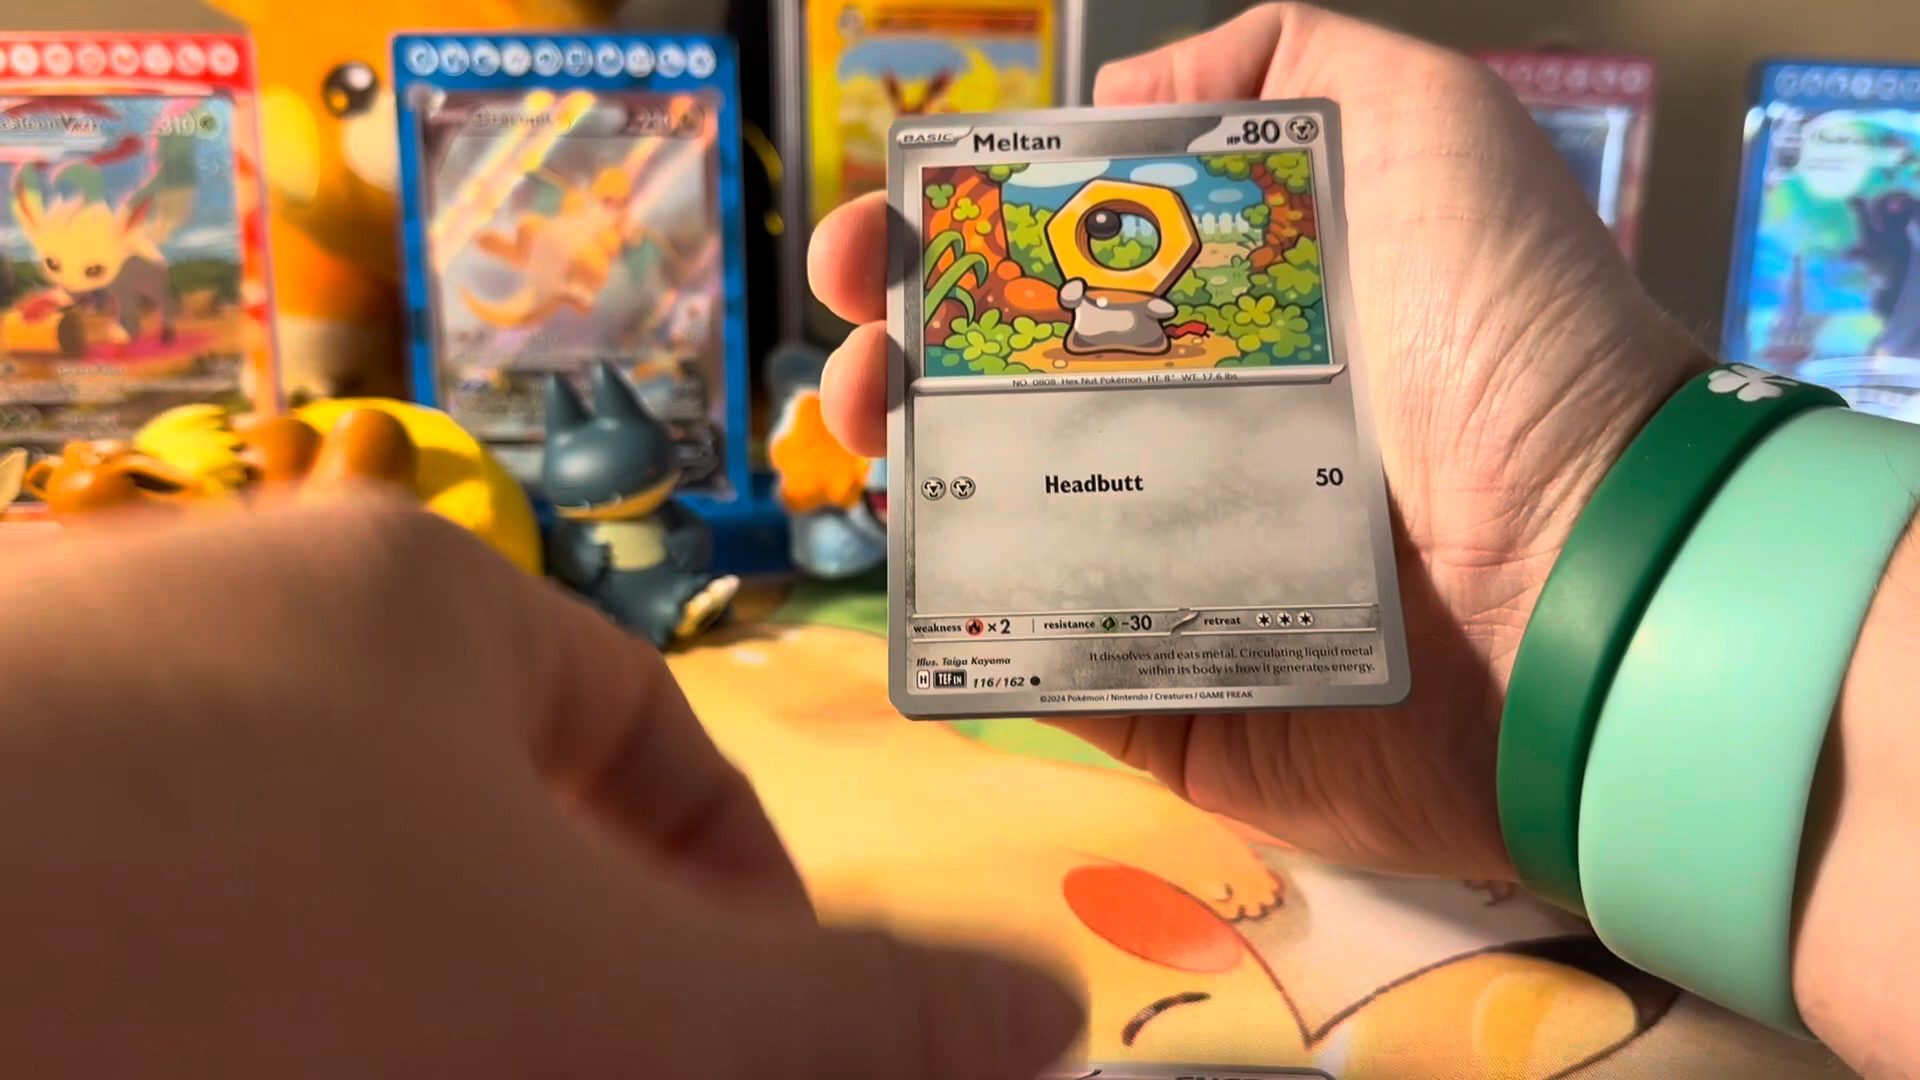 BASIC Meltan HP 80
NO. 0808 Hex Nut Pokémon HT: 8" WT: 17.6 lbs.
Headbutt 50
weakness ×2 resistance -30 retreat
It dissolves and eats metal. Circulating liquid metal
within its body is how it generates energy.
Illus. Taiga Kayama
H TEF EN 116/162
©2024 Pokémon / Nintendo / Creatures / GAME FREAK